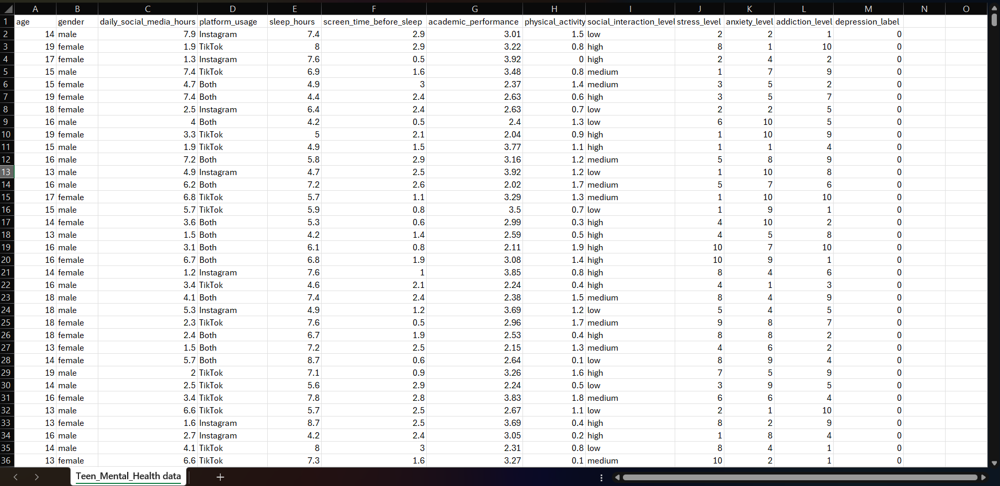 A B C D E F G H I J K L M N O
1 age gender daily_social_media_hours platform_usage sleep_hours screen_time_before_sleep academic_performance physical_activity social_interaction_level stress_level anxiety_level addiction_level depression_label
2 14 male 7.9 Instagram 7.4 2.9 3.01 1.5 low 2 2 1 0
3 19 female 1.9 TikTok 8 2.9 3.22 0.8 high 8 1 10 0
4 17 female 1.3 Instagram 7.6 0.5 3.92 0 high 2 4 2 0
5 15 male 7.4 TikTok 6.9 1.6 3.48 0.8 medium 1 7 9 0
6 15 female 4.7 Both 4.9 3 2.37 1.4 medium 3 5 2 0
7 19 female 7.4 Both 4.4 2.4 2.63 0.6 high 3 5 7 0
8 18 female 2.5 Instagram 6.4 2.4 2.63 0.7 low 2 2 5 0
9 16 male 4 Both 4.2 0.5 2.4 1.3 low 6 10 5 0
10 19 female 3.3 TikTok 5 2.1 2.04 0.9 high 1 10 9 0
11 15 male 1.9 TikTok 4.9 1.5 3.77 1.1 high 1 1 4 0
12 16 male 7.2 Both 5.8 2.9 3.16 1.2 medium 5 8 9 0
13 13 male 4.9 Instagram 4.7 2.5 3.92 1.2 low 1 10 8 0
14 16 male 6.2 Both 7.2 2.6 2.02 1.7 medium 5 7 6 0
15 17 female 6.8 TikTok 5.7 1.1 3.29 1.3 medium 1 10 10 0
16 15 male 5.7 TikTok 5.9 0.8 3.5 0.7 low 1 9 1 0
17 14 female 3.6 Both 5.3 0.6 2.99 0.3 high 4 10 2 0
18 13 male 1.5 Both 4.2 1.4 2.59 0.5 high 4 5 8 0
19 16 male 3.1 Both 6.1 0.8 2.11 1.9 high 10 7 10 0
20 16 female 6.7 Both 6.8 1.9 3.08 1.4 high 10 9 1 0
21 14 female 1.2 Instagram 7.6 1 3.85 0.8 high 8 4 6 0
22 16 male 3.4 TikTok 4.6 2.1 2.24 0.4 high 4 1 3 0
23 18 male 4.1 Both 7.4 2.4 2.38 1.5 medium 8 4 9 0
24 18 male 5.3 Instagram 4.9 1.2 3.69 1.2 low 5 4 5 0
25 18 female 2.3 TikTok 7.6 0.5 2.96 1.7 medium 9 8 7 0
26 18 female 2.4 Both 6.7 1.9 2.53 0.4 high 8 8 2 0
27 13 female 1.5 Both 7.2 2.5 2.15 1.3 medium 4 6 2 0
28 14 female 5.7 Both 8.7 0.6 2.64 0.1 low 8 9 4 0
29 19 male 2 TikTok 7.1 0.9 3.26 1.6 high 7 5 9 0
30 14 male 2.5 TikTok 5.6 2.9 2.24 0.5 low 3 9 5 0
31 16 female 3.4 TikTok 7.8 2.8 3.83 1.8 medium 6 6 4 0
32 13 male 6.6 TikTok 5.7 2.5 2.67 1.1 low 2 1 10 0
33 13 female 1.6 Instagram 8.7 2.5 3.69 0.4 high 8 2 9 0
34 16 male 2.7 Instagram 4.2 2.4 3.05 0.2 high 1 8 4 0
35 14 male 4.1 TikTok 8 3 2.31 0.8 low 8 4 1 0
36 13 female 6.6 TikTok 7.3 1.6 3.27 0.1 medium 10 2 1 0
Teen_Mental_Health data